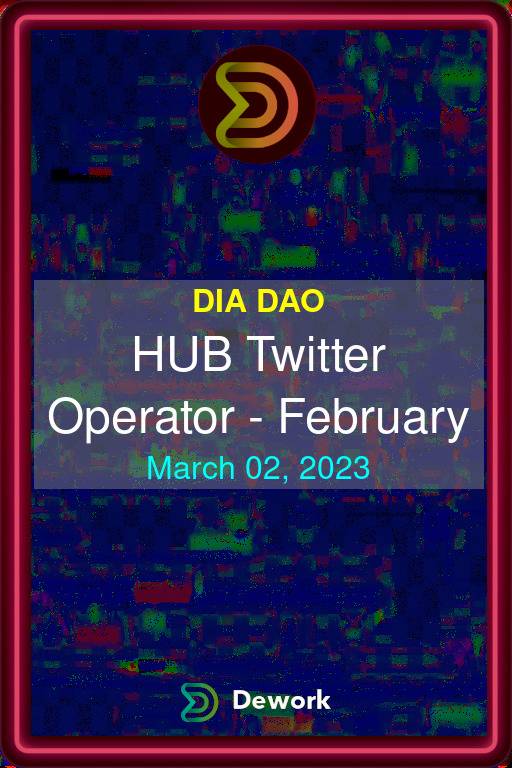 DIA DAO
HUB Twitter
Operator - February
March 02, 2023
Dework